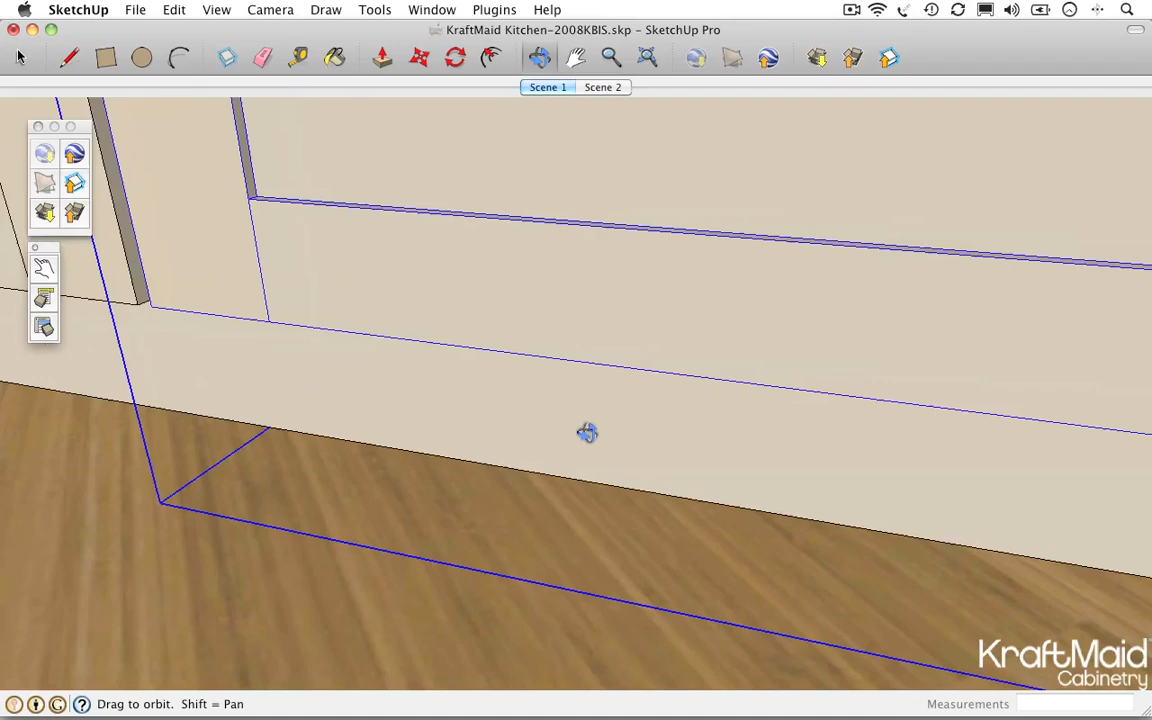 SketchUp File Edit View Camera Draw Tools Window Plugins Help
KraftMaid Kitchen-2008KBIS.skp - SketchUp Pro
Scene 1 Scene 2
KraftMaid
Cabinetry
Drag to orbit. Shift = Pan
Measurements